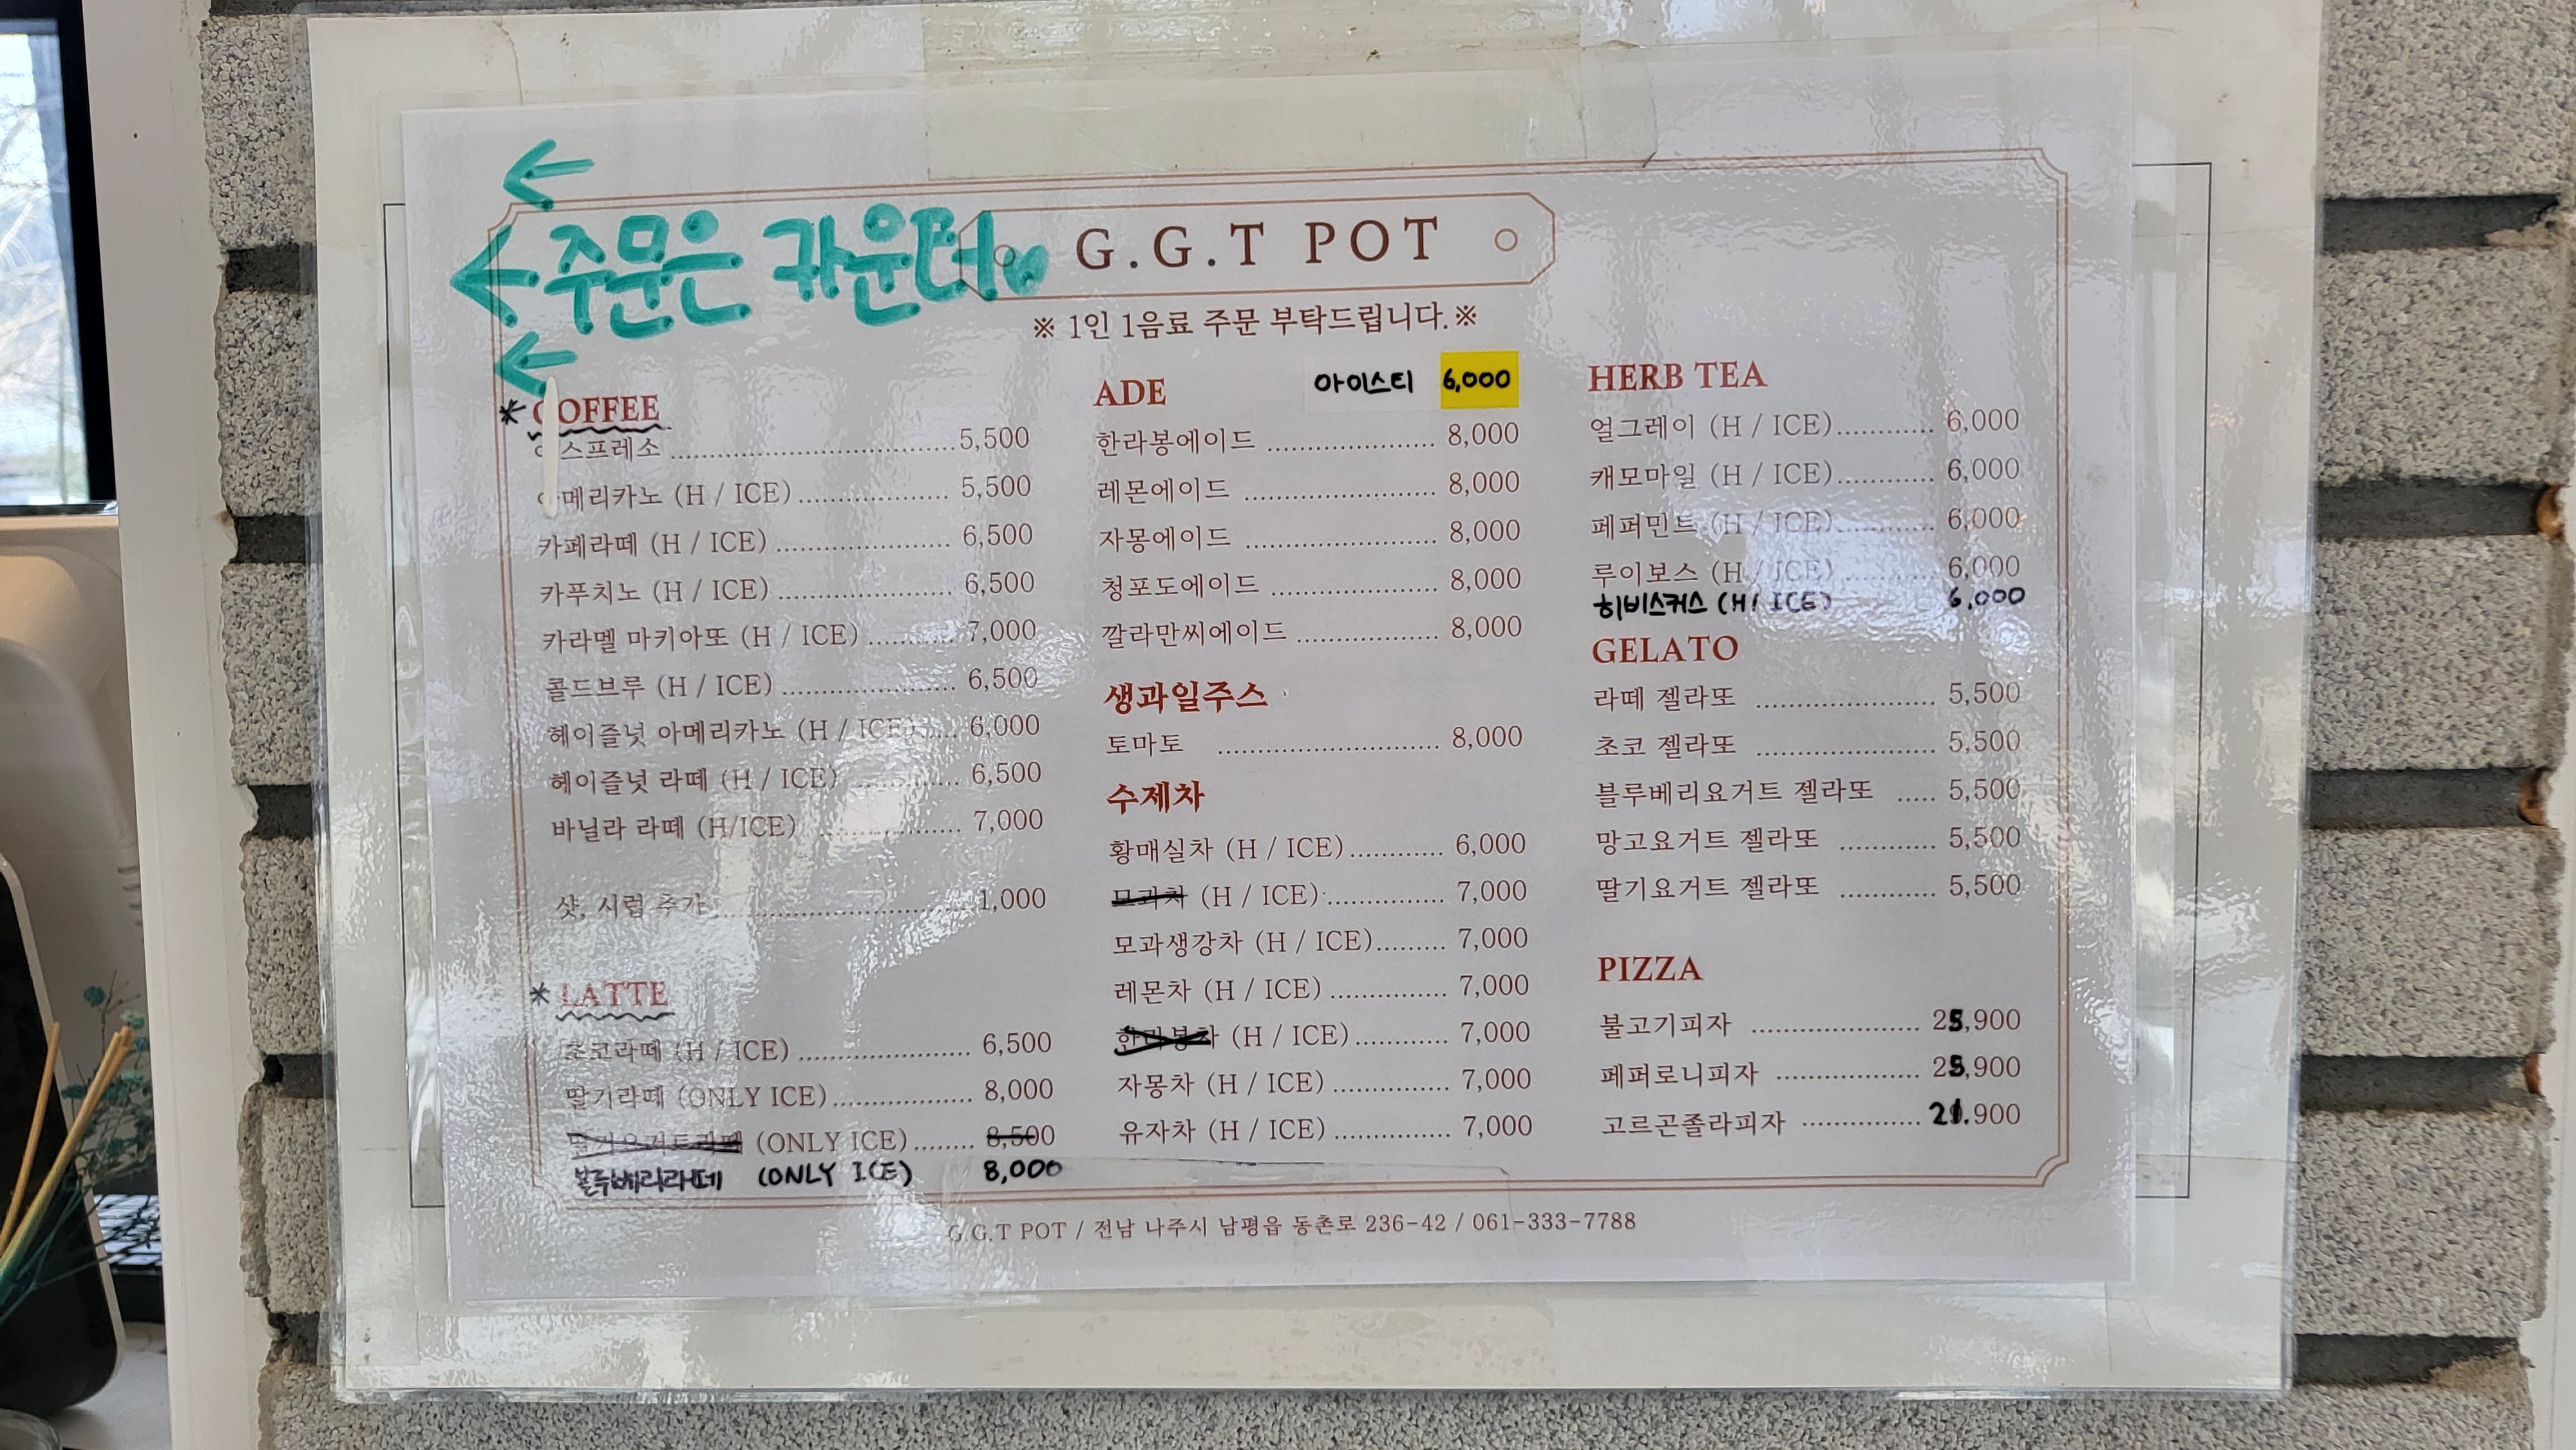 주문은 카운터
G.G.T POT
※ 1인 1음료 주문 부탁드립니다.※
COFFEE
에스프레소 5,500
아메리카노 (H / ICE) 5,500
카페라떼 (H / ICE) 6,500
카푸치노 (H / ICE) 6,500
카라멜 마키아또 (H / ICE) 7,000
콜드브루 (H / ICE) 6,500
헤이즐넛 아메리카노 (H / ICE) 6,000
헤이즐넛 라떼 (H / ICE) 6,500
바닐라 라떼 (H/ICE) 7,000
샷, 시럽 추가 1,000
LATTE
초코라떼 (H / ICE) 6,500
딸기라떼 (ONLY ICE) 8,000
딸기요거트라떼 (ONLY ICE) 8,500
블루베리라떼 (ONLY ICE) 8,000
ADE
아이스티 6,000
한라봉에이드 8,000
레몬에이드 8,000
자몽에이드 8,000
청포도에이드 8,000
깔라만씨에이드 8,000
생과일주스
토마토 8,000
수제차
황매실차 (H / ICE) 6,000
모과차 (H / ICE) 7,000
모과생강차 (H / ICE) 7,000
레몬차 (H / ICE) 7,000
한라봉차 (H / ICE) 7,000
자몽차 (H / ICE) 7,000
유자차 (H / ICE) 7,000
HERB TEA
얼그레이 (H / ICE) 6,000
캐모마일 (H / ICE) 6,000
페퍼민트 (H / ICE) 6,000
루이보스 (H / ICE) 6,000
히비스커스 (H / ICE) 6,000
GELATO
라떼 젤라또 5,500
초코 젤라또 5,500
블루베리요거트 젤라또 5,500
망고요거트 젤라또 5,500
딸기요거트 젤라또 5,500
PIZZA
불고기피자 25,900
페퍼로니피자 25,900
고르곤졸라피자 21.900
G.G.T POT / 전남 나주시 남평읍 동촌로 236-42 / 061-333-7788